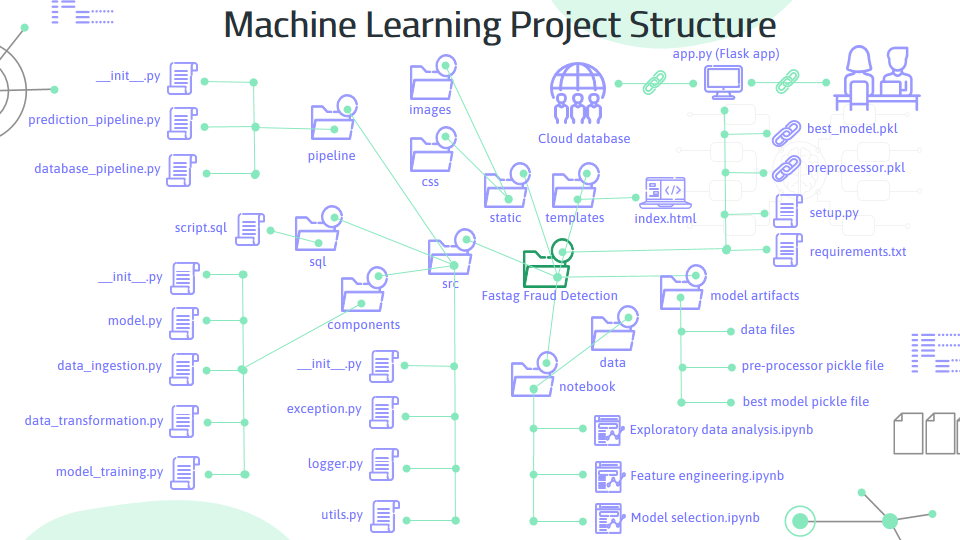 Machine Learning Project Structure
app.py (Flask app)
__init__.py
prediction_pipeline.py
database_pipeline.py
pipeline
images
css
static
templates
Cloud database
index.html
best_model.pkl
preprocessor.pkl
setup.py
requirements.txt
script.sql
sql
src
Fastag Fraud Detection
model artifacts
components
__init__.py
model.py
data_ingestion.py
data_transformation.py
model_training.py
__init__.py
exception.py
logger.py
utils.py
data
notebook
data files
pre-processor pickle file
best model pickle file
Exploratory data analysis.ipynb
Feature engineering.ipynb
Model selection.ipynb